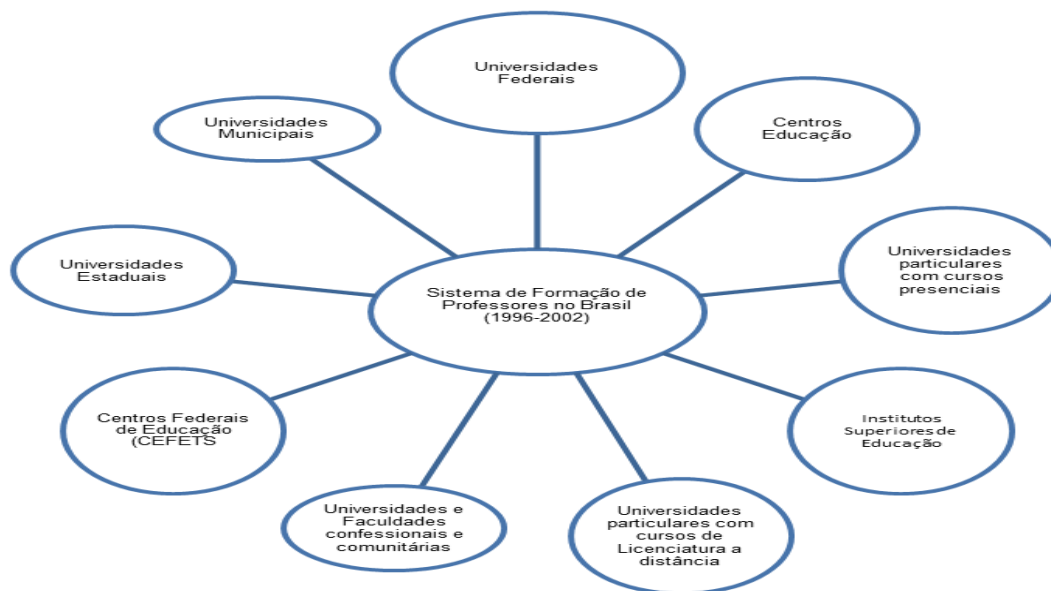 Universidades
Federais
Universidades
Municipais
Centros
Educação
Universidades
Estaduais
Universidades
particulares
com cursos
presenciais
Sistema de Formação de
Professores no Brasil
(1996-2002)
Centros Federais
de Educação
(CEFETS
Institutos
Superiores de
Educação
Universidades e
Faculdades
confessionais e
comunitárias
Universidades
particulares com
cursos de
Licenciatura a
distância